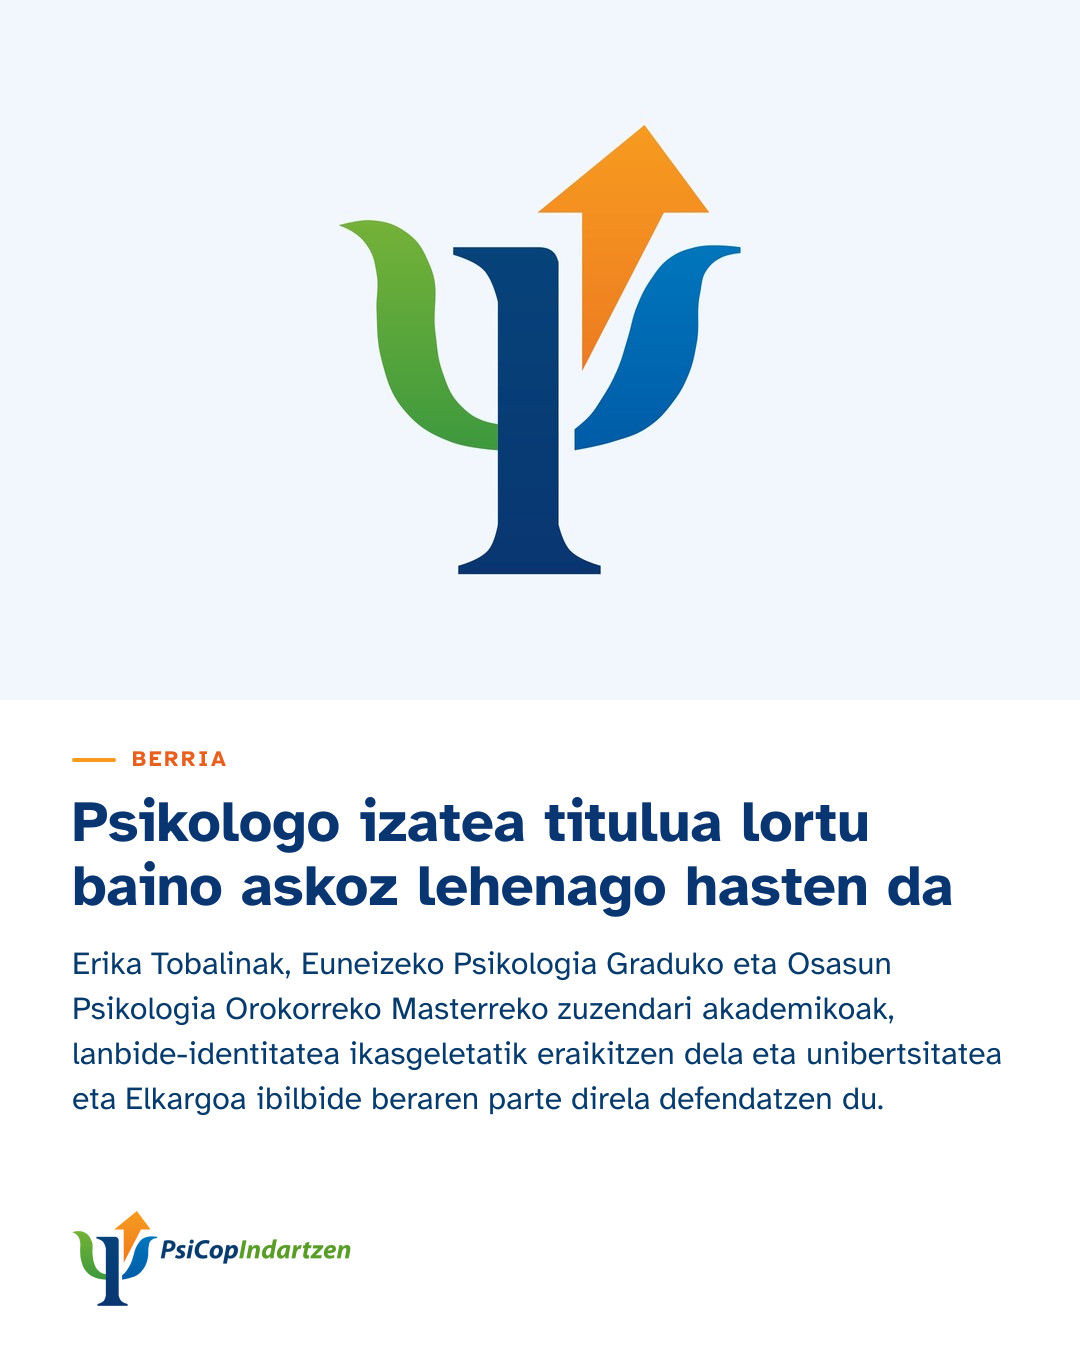 BERRIA
Psikologo izatea titulua lortu
baino askoz lehenago hasten da
Erika Tobalinak, Euneizeko Psikologia Graduko eta Osasun
Psikologia Orokorreko Masterreko zuzendari akademikoak,
lanbide-identitatea ikasgeletatik eraikitzen dela eta unibertsitatea
eta Elkargoa ibilbide beraren parte direla defendatzen du.
PsiCopIndartzen